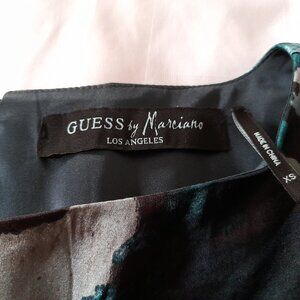 GUESS by Marciano
LOS ANGELES
MADE IN CHINA
XS